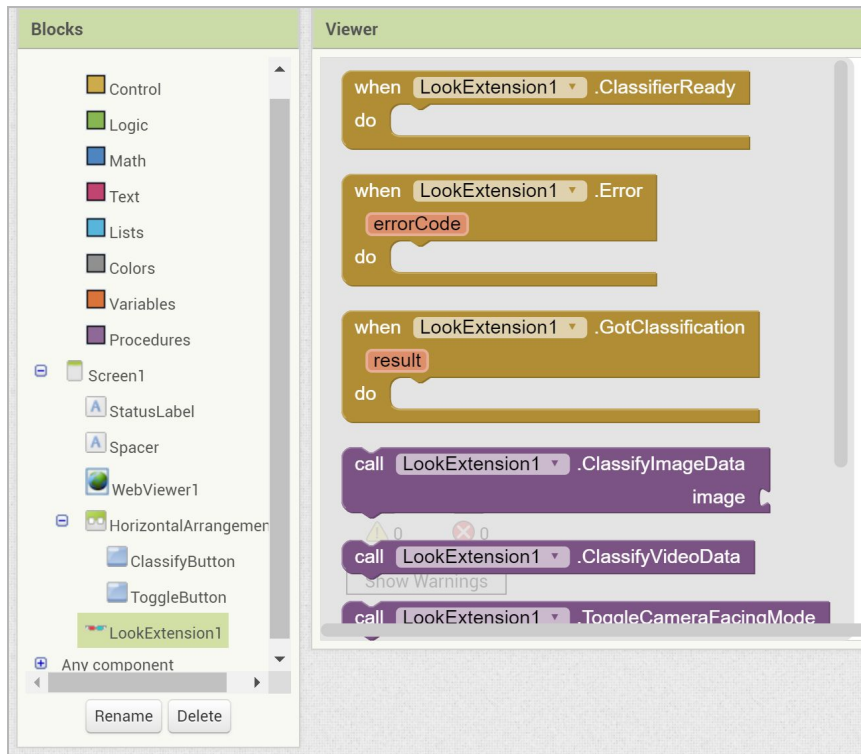 Blocks
Control
Logic
Math
Text
Lists
Colors
Variables
Procedures
Screen1
StatusLabel
Spacer
WebViewer1
HorizontalArrangemen
ClassifyButton
ToggleButton
LookExtension1
Any component
Rename Delete
Viewer
when LookExtension1 .ClassifierReady
do
when LookExtension1 .Error
errorCode
do
when LookExtension1 .GotClassification
result
do
call LookExtension1 .ClassifyImageData
image
0 0
call LookExtension1 .ClassifyVideoData
Show Warnings
call LookExtension1 .ToggleCameraFacingMode